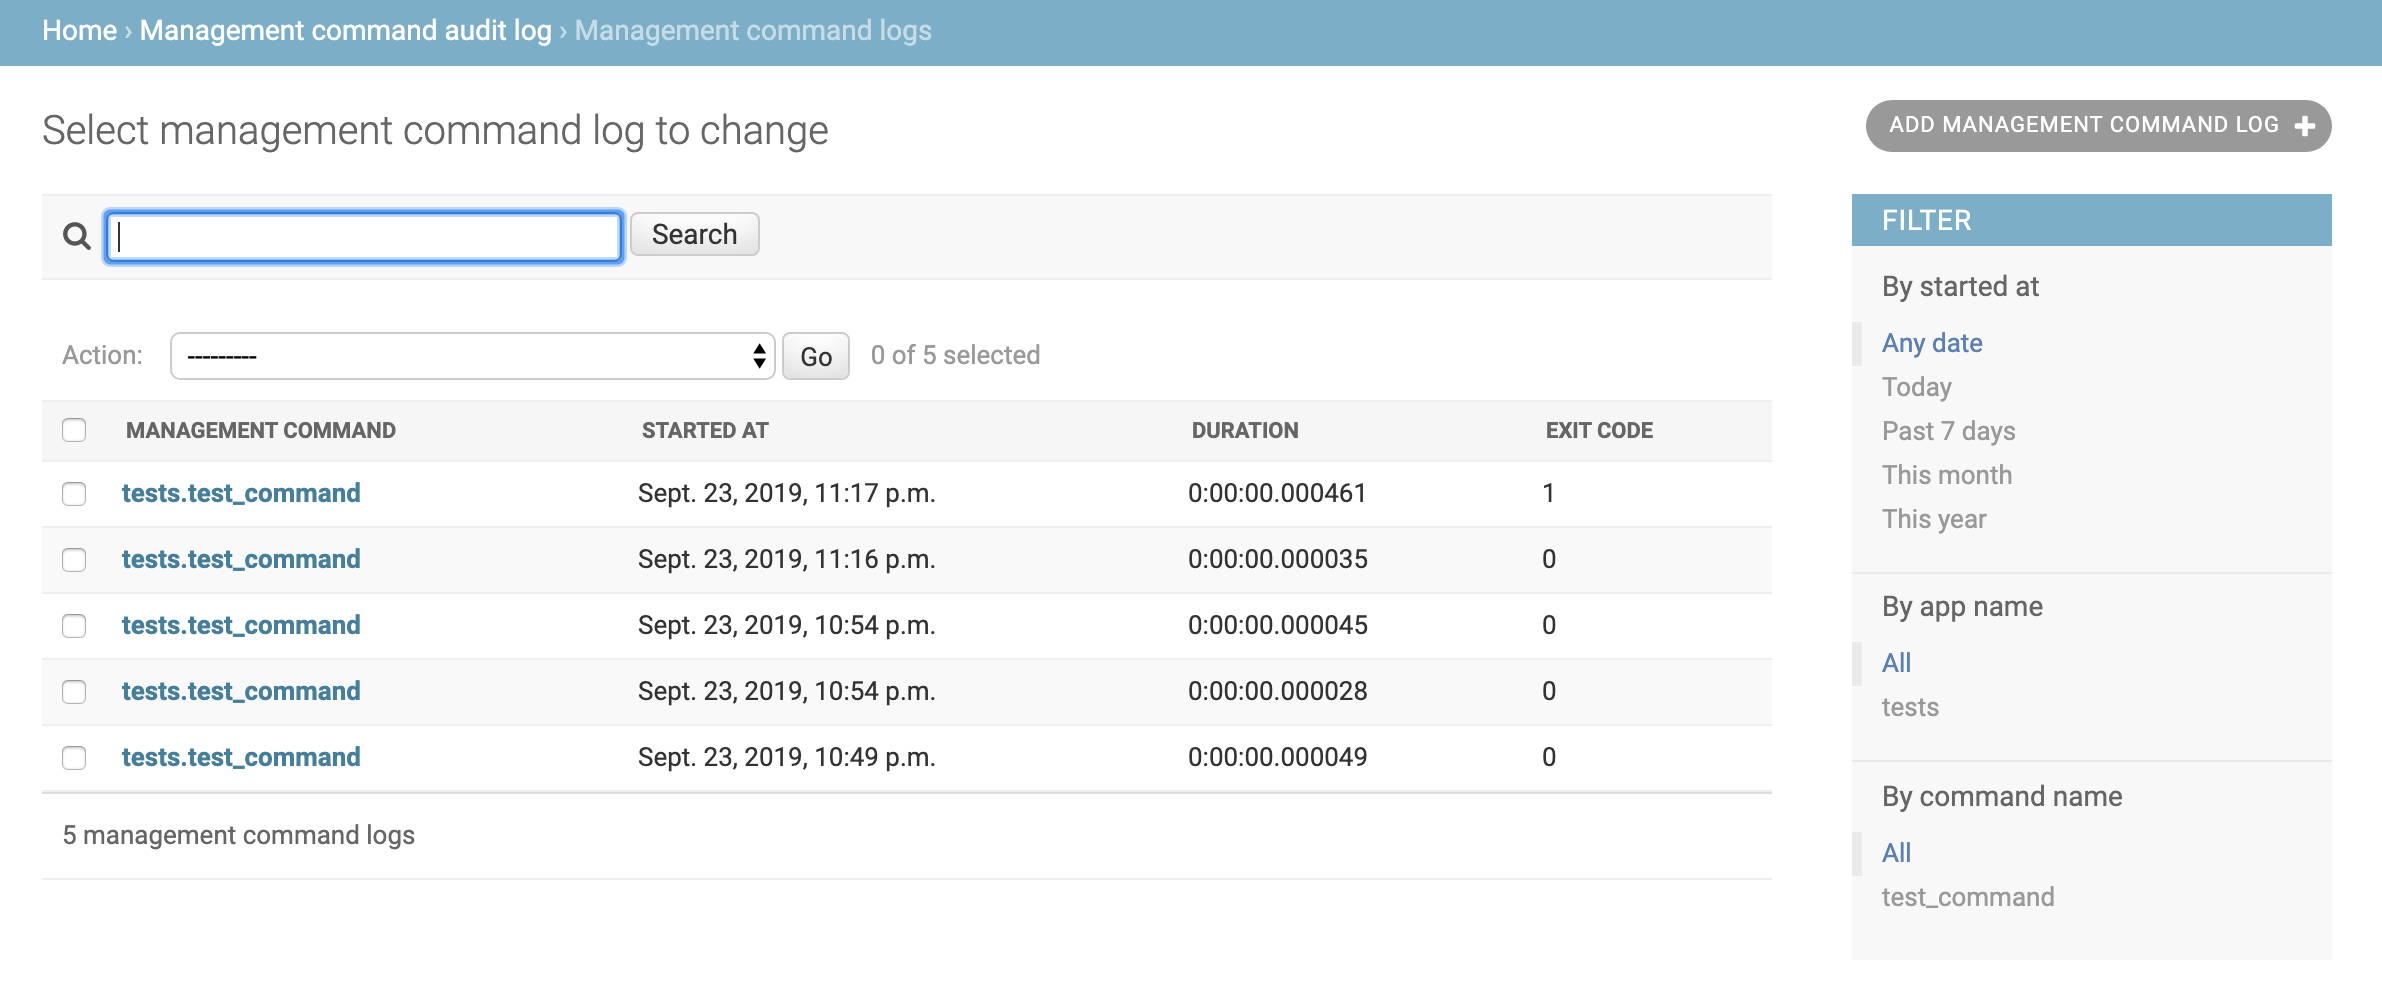 Home › Management command audit log › Management command logs
Select management command log to change
ADD MANAGEMENT COMMAND LOG +
Search
Action: --------- Go 0 of 5 selected
MANAGEMENT COMMAND STARTED AT DURATION EXIT CODE
tests.test_command Sept. 23, 2019, 11:17 p.m. 0:00:00.000461 1
tests.test_command Sept. 23, 2019, 11:16 p.m. 0:00:00.000035 0
tests.test_command Sept. 23, 2019, 10:54 p.m. 0:00:00.000045 0
tests.test_command Sept. 23, 2019, 10:54 p.m. 0:00:00.000028 0
tests.test_command Sept. 23, 2019, 10:49 p.m. 0:00:00.000049 0
5 management command logs
FILTER
By started at
Any date
Today
Past 7 days
This month
This year
By app name
All
tests
By command name
All
test_command